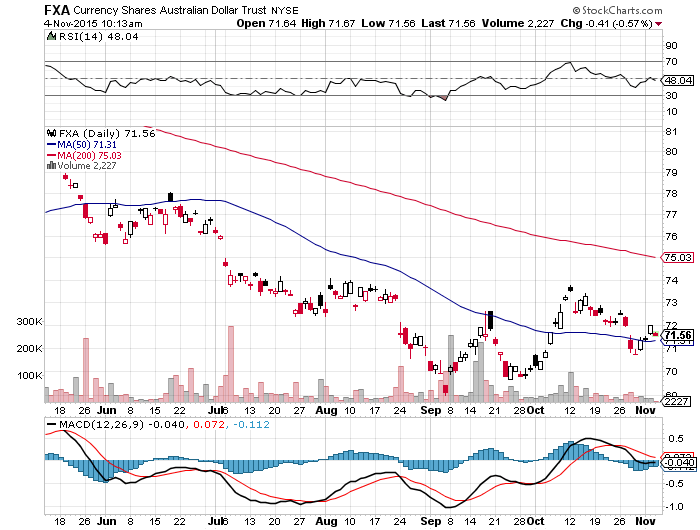 FXA Currency Shares Australian Dollar Trust NYSE © StockCharts.com
4-Nov-2015 10:13am Open 71.64 High 71.67 Low 71.56 Last 71.56 Volume 2,227 Chg -0.41 (-0.57%)
RSI(14) 48.04
90
70
48.04
30
10
FXA (Daily) 71.56
MA(50) 71.31
MA(200) 75.03
Volume 2,227
81
80
79
78
77
76
75.03
74
73
72
71.56
70
300K
200K
100K
2227
18 26 Jun 8 15 22 Jul 6 13 20 27 Aug 10 17 24 Sep 8 14 21 28 Oct 12 19 26 Nov
MACD(12,26,9) -0.040, 0.072, -0.112
0.5
-0.040
-0.5
-1.0
18 26 Jun 8 15 22 Jul 6 13 20 27 Aug 10 17 24 Sep 8 14 21 28 Oct 12 19 26 Nov